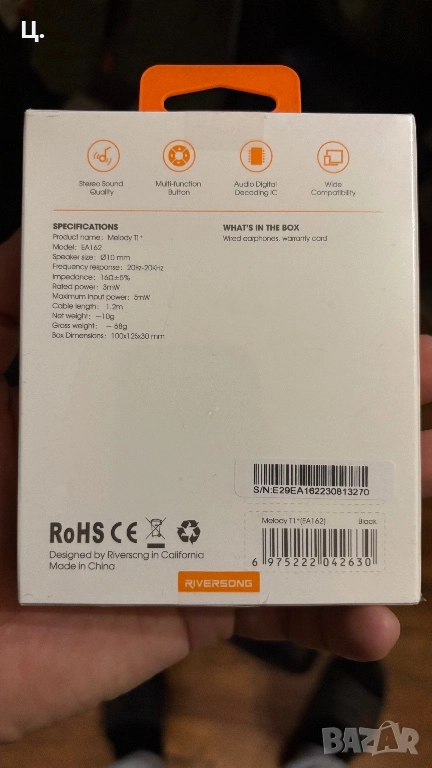 Ц.
Stereo Sound
Quality
Multi-function
Button
Audio Digital
Decoding IC
Wide
Compatibility
SPECIFICATIONS
Product name: Melody T1⁺
Model: EA162
Speaker size: Ø10 mm
Frequency response: 20Hz-20KHz
Impedance: 16Ω±5%
Rated power: 3mW
Maximum input power: 5mW
Cable length: 1.2m
Net weight: ~10g
Gross weight: ~68g
Box Dimensions: 100x125x30 mm
WHAT'S IN THE BOX
Wired earphones, warranty card
S/N:E29EA162230813270
Melody T1⁺(EA162) Black
6 975222 042630
RoHS CE
Designed by Riversong in California
Made in China
RIVERSONG
BAZAR